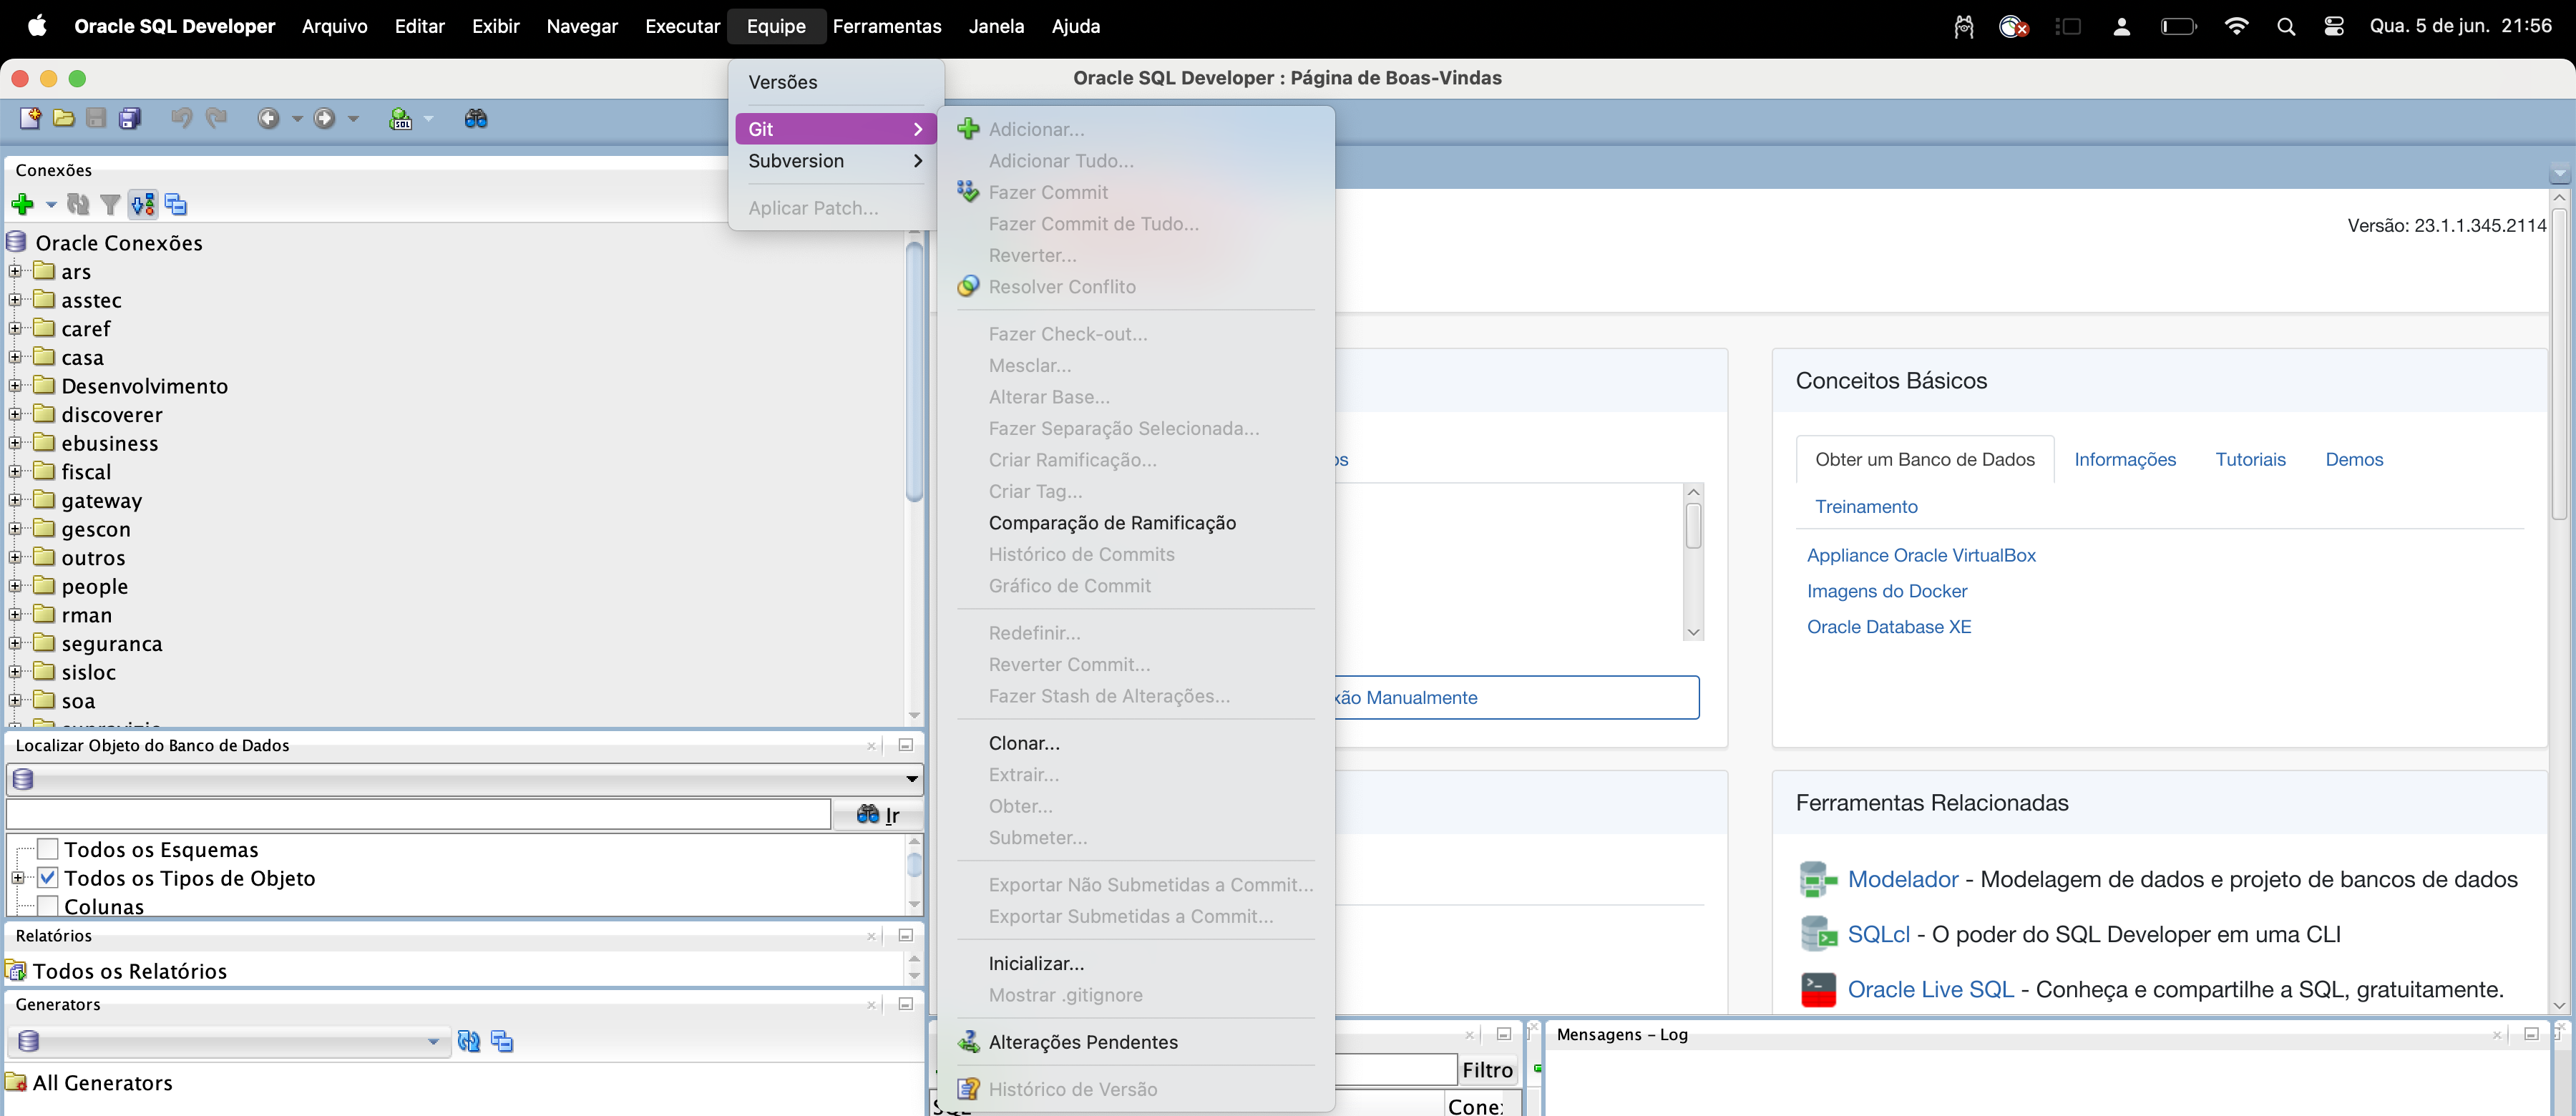 Oracle SQL Developer Arquivo Editar Exibir Navegar Executar Equipe Ferramentas Janela Ajuda
Qua. 5 de jun. 21:56
Oracle SQL Developer : Página de Boas-Vindas
Versões
Git
Subversion
Aplicar Patch...
Adicionar...
Adicionar Tudo...
Fazer Commit
Fazer Commit de Tudo...
Reverter...
Resolver Conflito
Fazer Check-out...
Mesclar...
Alterar Base...
Fazer Separação Selecionada...
Criar Ramificação...
Criar Tag...
Comparação de Ramificação
Histórico de Commits
Gráfico de Commit
Redefinir...
Reverter Commit...
Fazer Stash de Alterações...
Clonar...
Extrair...
Obter...
Submeter...
Exportar Não Submetidas a Commit...
Exportar Submetidas a Commit...
Inicializar...
Mostrar .gitignore
Alterações Pendentes
Histórico de Versão
Conexões
Oracle Conexões
ars
asstec
caref
casa
Desenvolvimento
discoverer
ebusiness
fiscal
gateway
gescon
outros
people
rman
seguranca
sisloc
soa
Localizar Objeto do Banco de Dados
Ir
Todos os Esquemas
Todos os Tipos de Objeto
Colunas
Relatórios
Todos os Relatórios
Generators
All Generators
Versão: 23.1.1.345.2114
Manualmente
Conceitos Básicos
Obter um Banco de Dados Informações Tutoriais Demos
Treinamento
Appliance Oracle VirtualBox
Imagens do Docker
Oracle Database XE
Ferramentas Relacionadas
Modelador - Modelagem de dados e projeto de bancos de dados
SQLcl - O poder do SQL Developer em uma CLI
Oracle Live SQL - Conheça e compartilhe a SQL, gratuitamente.
Filtro
SQL
Mensagens - Log